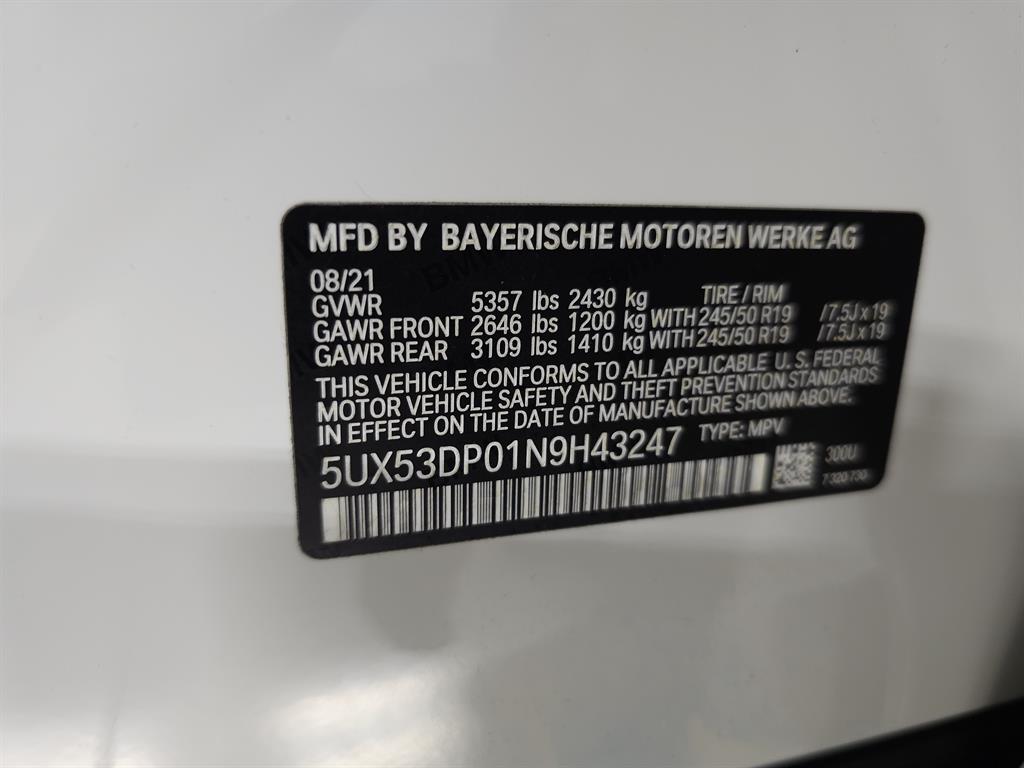 MFD BY BAYERISCHE MOTOREN WERKE AG
08/21
GVWR 5357 lbs 2430 kg TIRE / RIM
GAWR FRONT 2646 lbs 1200 kg WITH 245/50 R19 /7.5J x 19
GAWR REAR 3109 lbs 1410 kg WITH 245/50 R19 /7.5J x 19
THIS VEHICLE CONFORMS TO ALL APPLICABLE U.S. FEDERAL
MOTOR VEHICLE SAFETY AND THEFT PREVENTION STANDARDS
IN EFFECT ON THE DATE OF MANUFACTURE SHOWN ABOVE.
5UX53DP01N9H43247 TYPE: MPV
300U
7 320 730